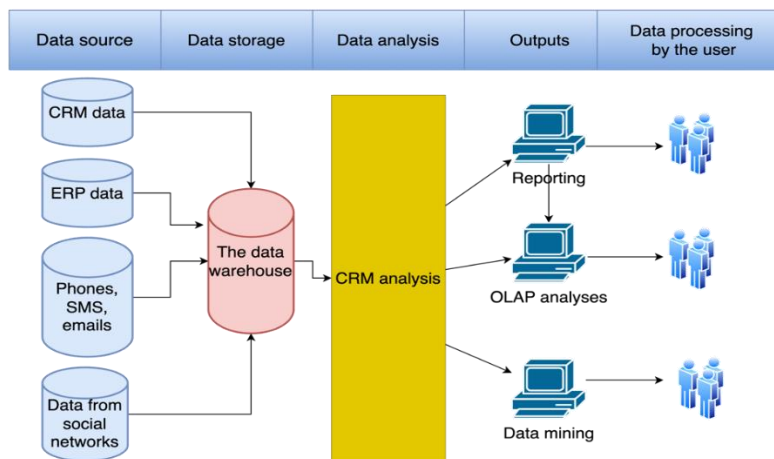 Data source
Data storage
Data analysis
Outputs
Data processing
by the user
CRM data
ERP data
Phones,
SMS,
emails
Data from
social
networks
The data
warehouse
CRM analysis
Reporting
OLAP analyses
Data mining